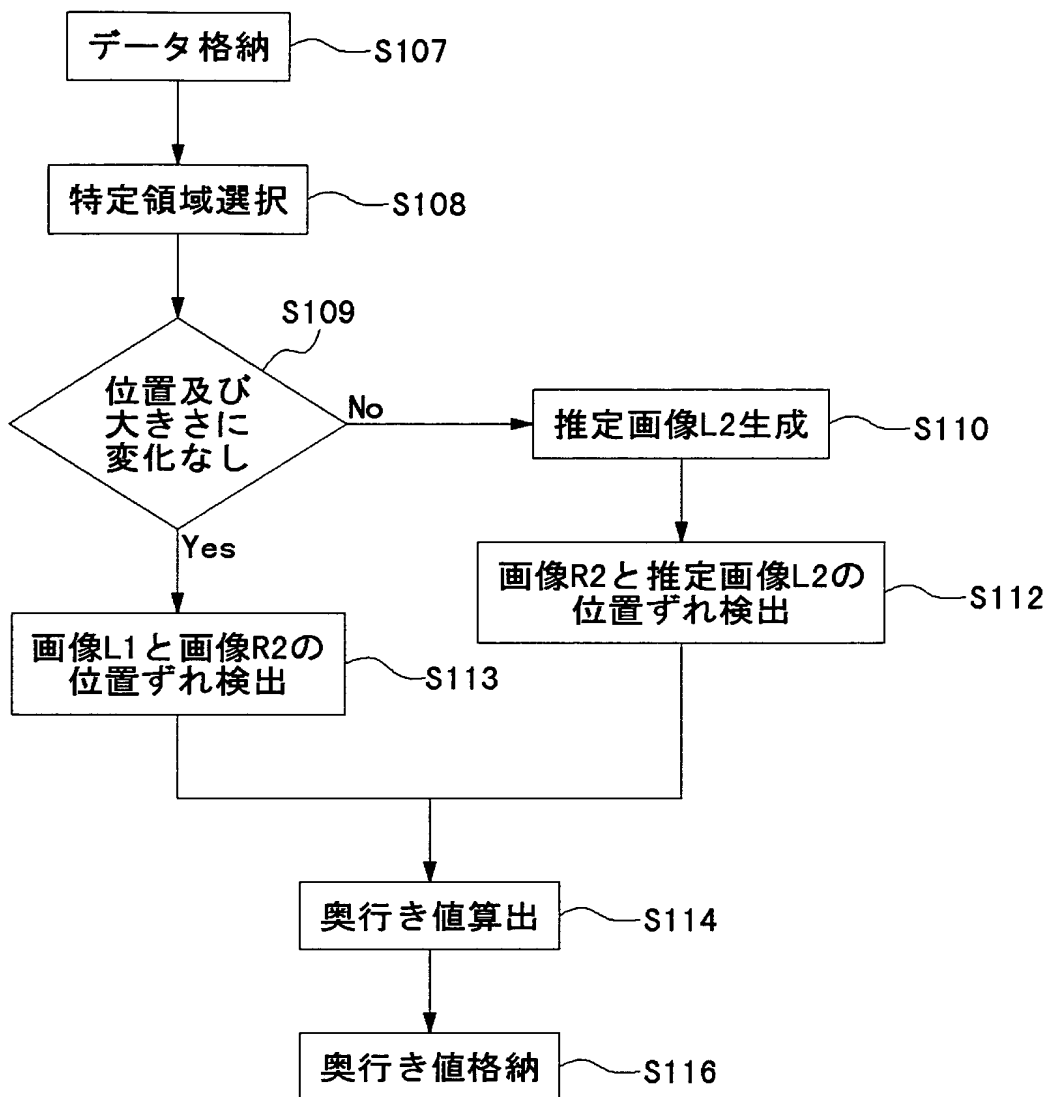 データ格納
S107
特定領域選択
S108
S109
位置及び
大きさに
変化なし
No
推定画像L2生成
S110
Yes
画像R2と推定画像L2の
位置ずれ検出
S112
画像L1と画像R2の
位置ずれ検出
S113
奥行き値算出
S114
奥行き値格納
S116